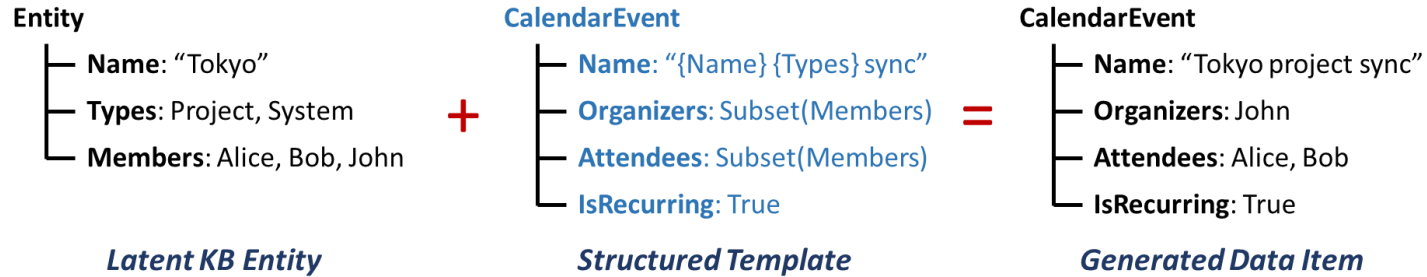 Entity
Name: “Tokyo”
Types: Project, System
Members: Alice, Bob, John
Latent KB Entity
+
CalendarEvent
Name: “{Name} {Types} sync”
Organizers: Subset(Members)
Attendees: Subset(Members)
IsRecurring: True
Structured Template
=
CalendarEvent
Name: “Tokyo project sync”
Organizers: John
Attendees: Alice, Bob
IsRecurring: True
Generated Data Item